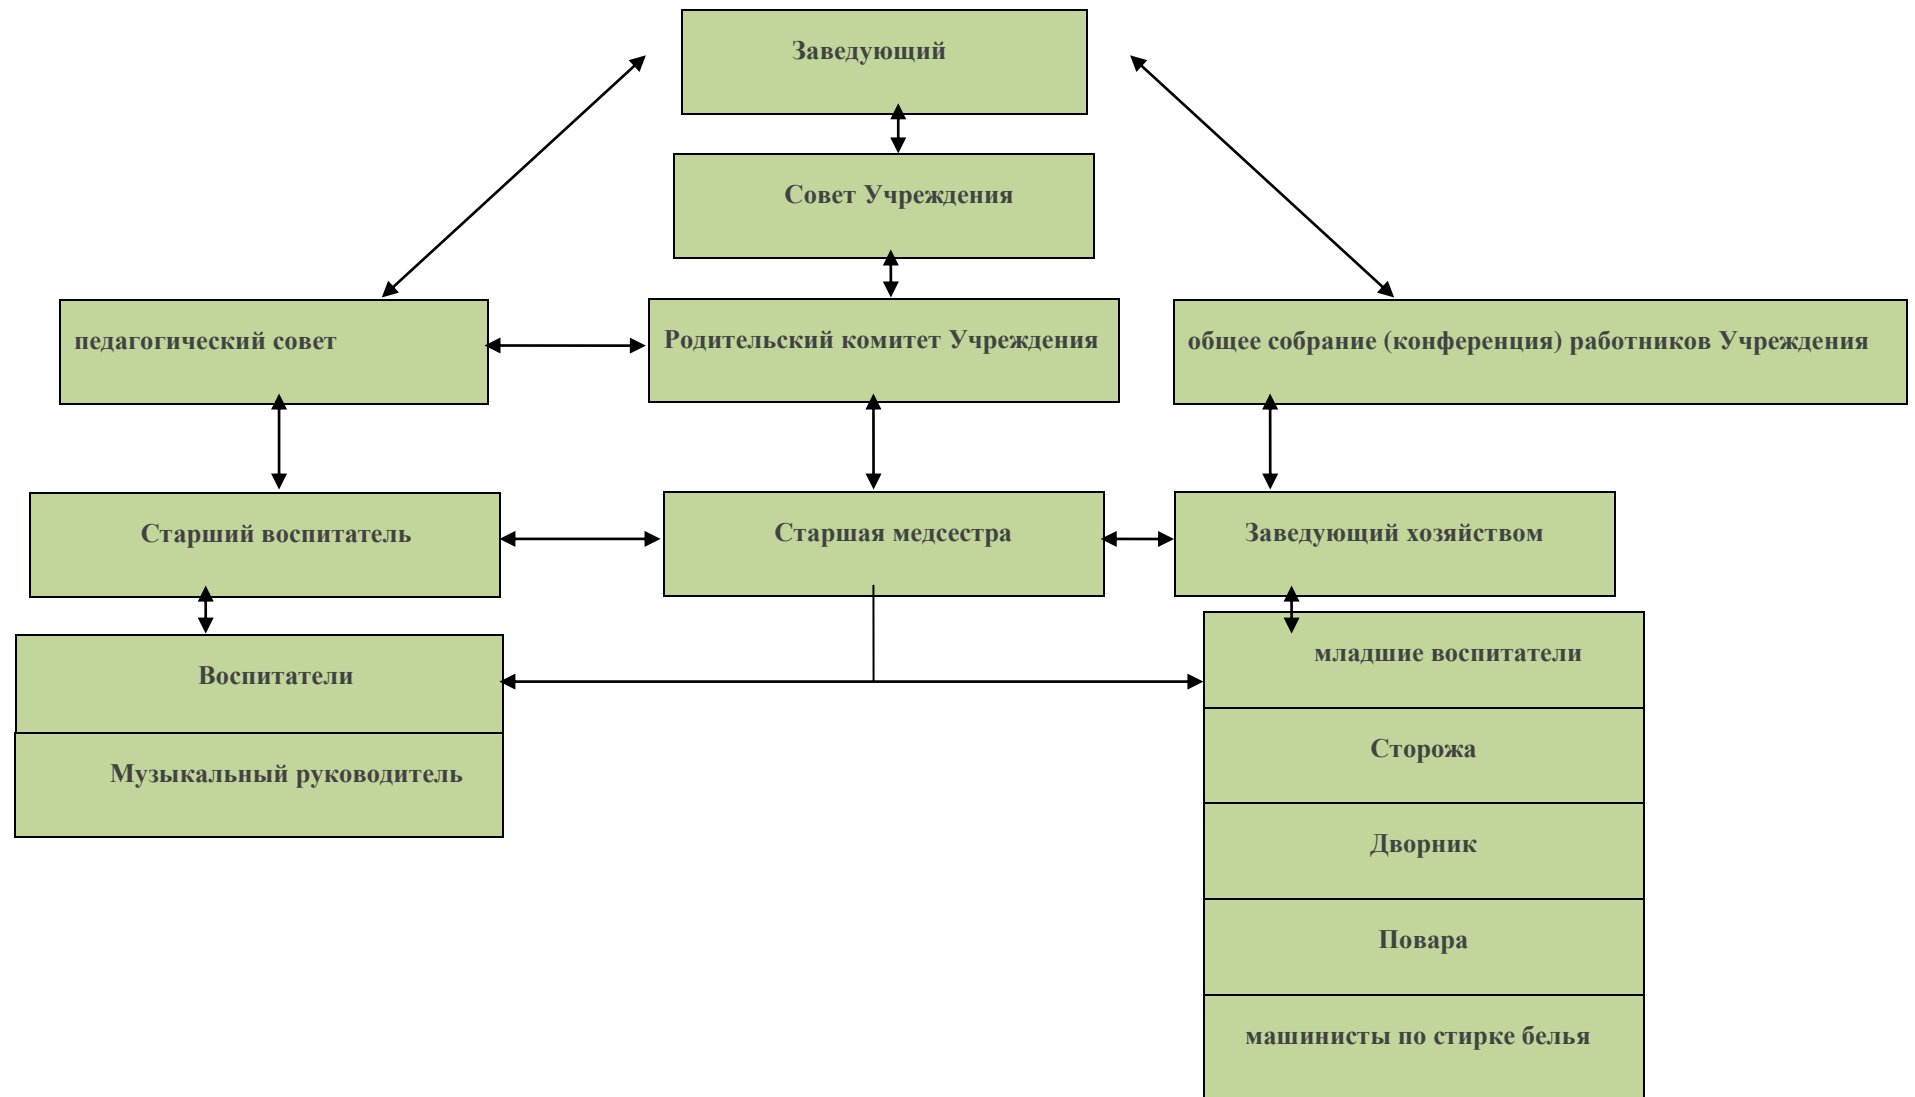 Заведующий
Совет Учреждения
педагогический совет
Родительский комитет Учреждения
общее собрание (конференция) работников Учреждения
Старший воспитатель
Старшая медсестра
Заведующий хозяйством
Воспитатели
Музыкальный руководитель
младшие воспитатели
Сторожа
Дворник
Повара
машинисты по стирке белья